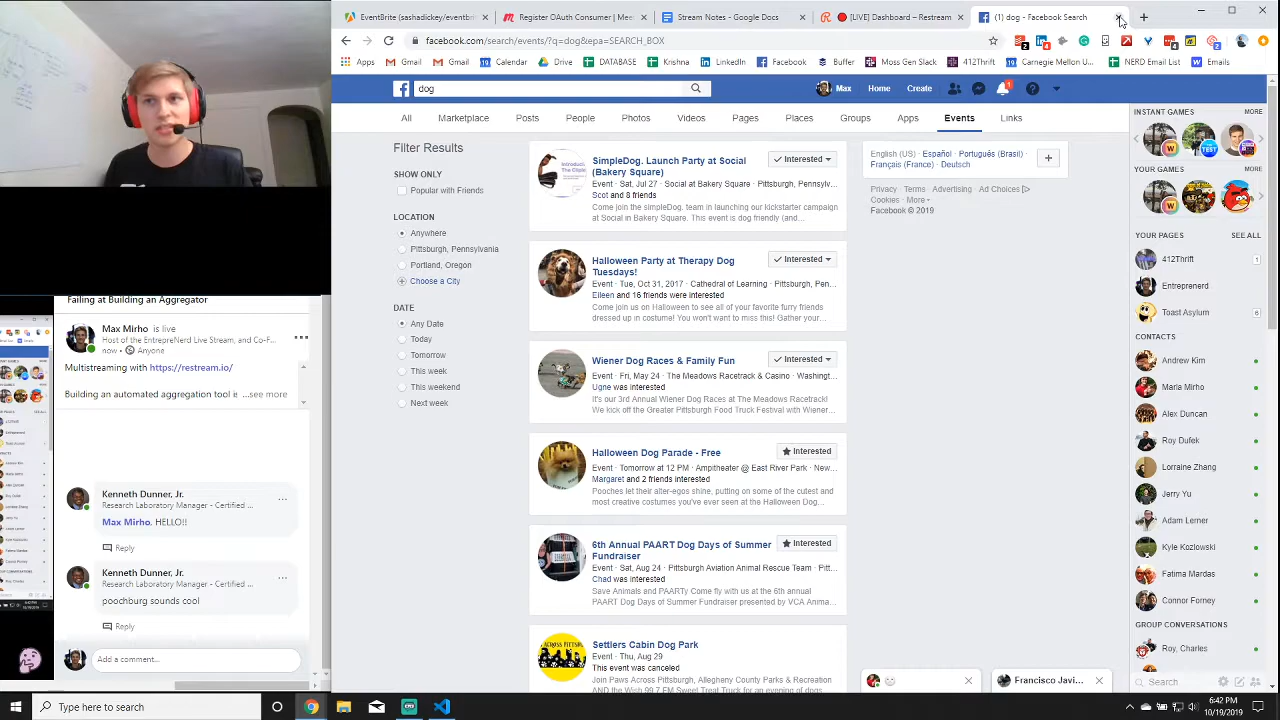 EventBrite (sashadickey/eventbri
Register OAuth Consumer | Mee
Stream Notes - Google Docs
[LIVE] Dashboard – Restream
(1) dog - Facebook Search
facebook.com/search/events/?q=dog&epa=SEARCH_BOX
Apps
Gmail
Gmail
Calendar
Drive
DATABASE
Krishna
LinkedIn
Facebook
Buffer
Moss Gen Slack
412Thrift
Carnegie Mellon U...
NERD Email List
Emails
dog
Max
Home
Create
All
Marketplace
Posts
People
Photos
Videos
Pages
Places
Groups
Apps
Events
Links
Filter Results
SHOW ONLY
Popular with Friends
LOCATION
Anywhere
Pittsburgh, Pennsylvania
Portland, Oregon
Choose a City
DATE
Any Date
Today
Tomorrow
This week
This weekend
Next week
SimpleDog. Launch Party at Social
(Bakery Square)
Interested
Event · Sat, Jul 27 · Social at Bakery Square · Pittsburgh, Pennsylv...
Scot and 8 friends
Come join the simpleDog. team in launching our kickstarter campaign
at Social in Bakery Square. This event is dog friendly (and...
Halloween Party at Therapy Dog
Tuesdays!
Interested
Event · Tue, Oct 31, 2017 · Cathedral of Learning · Pittsburgh, Pen...
Eileen and 16 friends were interested
Come join us on Halloween to see all of your favorite furry friends
dressed up in costume! You won't want to miss this! Gather your...
Wiener Dog Races & Family Fun
Interested
Event · Fri, May 24 · The Meadows Racetrack & Casino · Washingt...
Ugne was interested
It's our 3rd Annual Wiener Dog Races at The Meadows Racetrack!
We kick off the Greater Pittsburgh Food Truck Festival with Wiener...
Halloween Dog Parade - Free
Interested
Event · Tomorrow at 12 PM · Ampitheater @ East River Park · New...
Margaret and 2 friends interested
Pooches let their alter-egos shine, putting on some of the cutest and
most creative costumes you've ever seen at the Halloween Dog...
6th Annual PAART Dog Days of Summer
Fundraiser
Interested
Event · Sat, Aug 24 · Pittsburgh Aviation Animal Rescue Team · Pitt...
Chad was interested
Save Animals and PAARTy Come fly with us at the 6th annual
PAART Dog Days of Summer Fundraiser presented by VCA Anima...
Settlers Cabin Dog Park
Event · Thu, Aug 29
This event was canceled
Join Paws Across Pittsburgh, Allegheny County Parks & Recreation
English (US) · Español · Português (Brasil) ·
Français (France) · Deutsch
Privacy · Terms · Advertising · Ad Choices
Cookies · More
Facebook © 2019
INSTANT GAMES
MORE
YOUR GAMES
MORE
YOUR PAGES
SEE ALL
412Thrift
1
Entreprenerd
Toast Asylum
6
CONTACTS
Andrew Kim
Marla Mirho
Alex Duncan
Roy Dufek
Lorraine Zhang
Jerry Yu
Adam Lerner
Kyle Kozlowski
Fatima Mardas
Connor Forney
GROUP CONVERSATIONS
Roy, Charles
Search
Francisco Javi...
Failing at Building an Aggregator
Max Mirho is live
Host of the EntrepreNerd Live Stream, and Co-F...
now · Anyone
Multistreaming with https://restream.io/
Building an automated aggregation tool is ...see more
Kenneth Dunner, Jr.
Research Laboratory Manager - Certified ...
Max Mirho. HELLO!!
Reply
Kenneth Dunner, Jr.
Research Laboratory Manager - Certified ...
poochburg sounds cool
Reply
Add a comment...
Type here to search
6:42 PM
10/19/2019